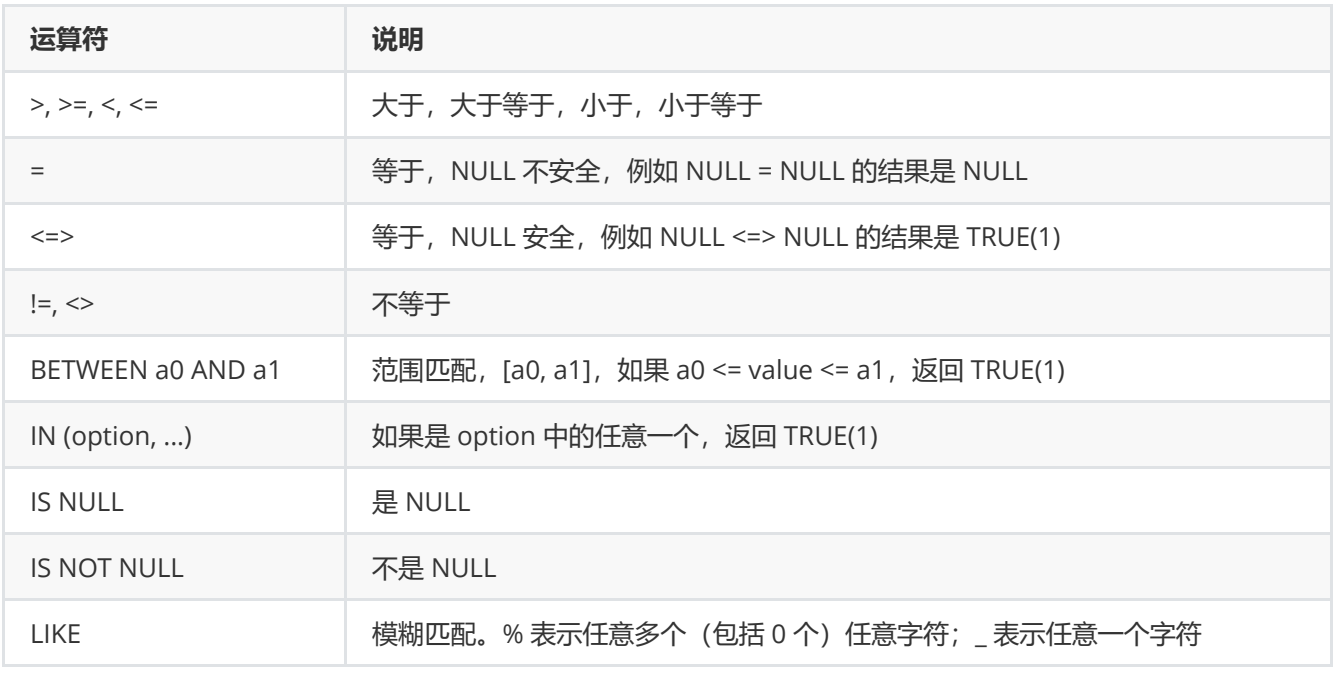 运算符 说明
>, >=, <, <= 大于，大于等于，小于，小于等于
= 等于，NULL 不安全，例如 NULL = NULL 的结果是 NULL
<=> 等于，NULL 安全，例如 NULL <=> NULL 的结果是 TRUE(1)
!=, <> 不等于
BETWEEN a0 AND a1 范围匹配，[a0, a1]，如果 a0 <= value <= a1，返回 TRUE(1)
IN (option, ...) 如果是 option 中的任意一个，返回 TRUE(1)
IS NULL 是 NULL
IS NOT NULL 不是 NULL
LIKE 模糊匹配。% 表示任意多个（包括 0 个）任意字符；_ 表示任意一个字符